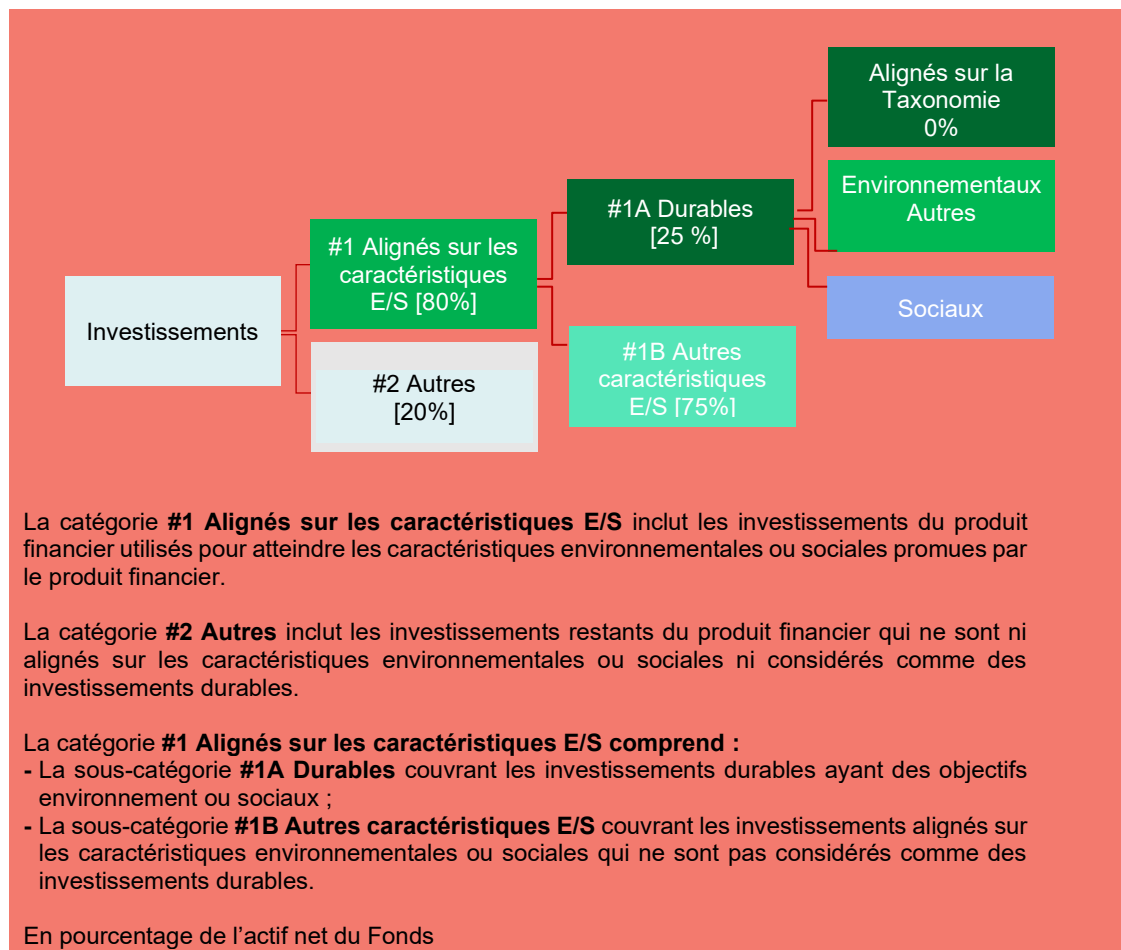 Alignés sur la
Taxonomie
0%
Environnementaux
Autres
#1A Durables
[25 %]
#1 Alignés sur les
caractéristiques
E/S [80%]
Sociaux
Investissements
#1B Autres
caractéristiques
E/S [75%]
#2 Autres
[20%]
La catégorie #1 Alignés sur les caractéristiques E/S inclut les investissements du produit
financier utilisés pour atteindre les caractéristiques environnementales ou sociales promues par
le produit financier.
La catégorie #2 Autres inclut les investissements restants du produit financier qui ne sont ni
alignés sur les caractéristiques environnementales ou sociales ni considérés comme des
investissements durables.
La catégorie #1 Alignés sur les caractéristiques E/S comprend :
- La sous-catégorie #1A Durables couvrant les investissements durables ayant des objectifs
environnement ou sociaux ;
- La sous-catégorie #1B Autres caractéristiques E/S couvrant les investissements alignés sur
les caractéristiques environnementales ou sociales qui ne sont pas considérés comme des
investissements durables.
En pourcentage de l’actif net du Fonds